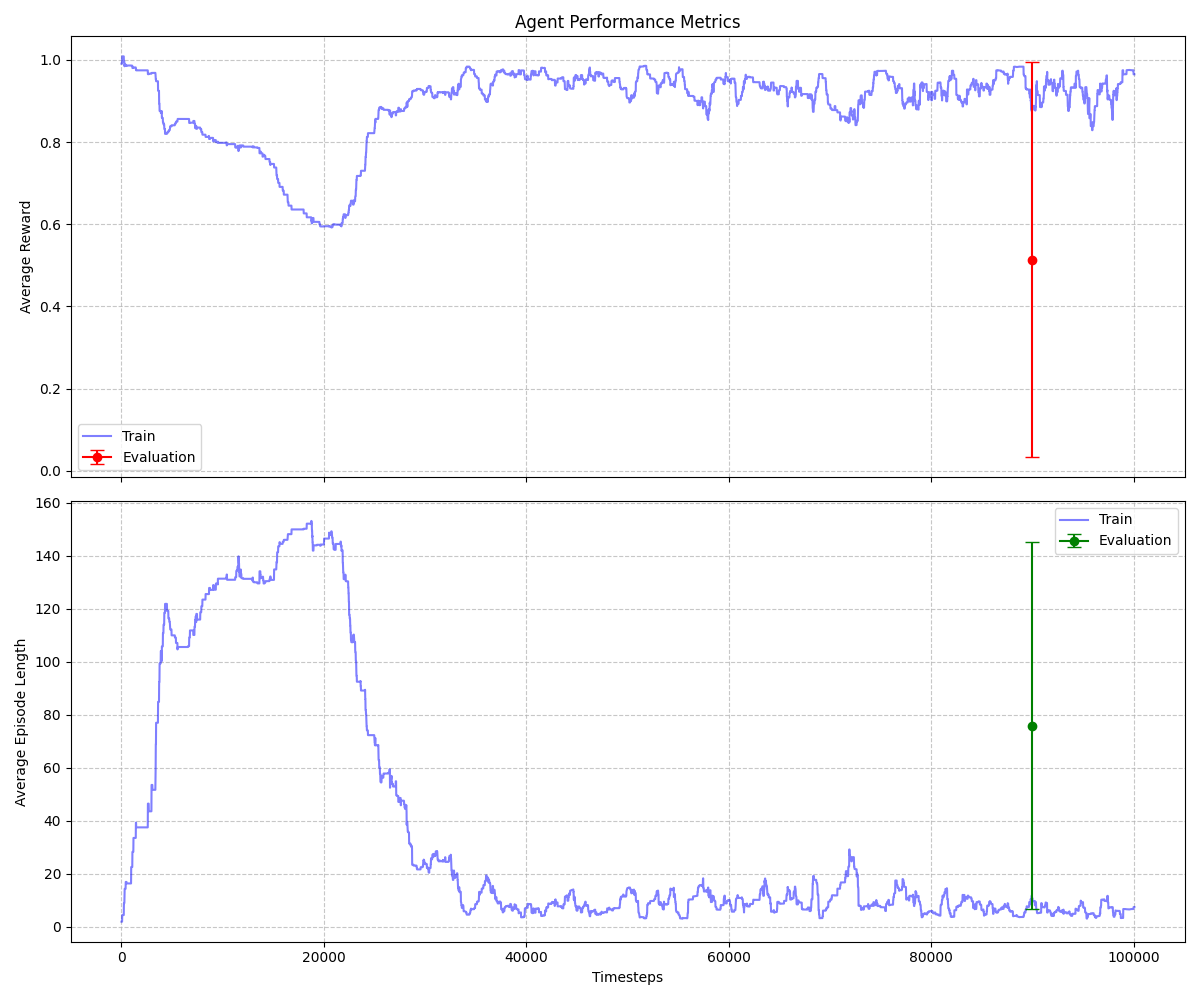 Agent Performance Metrics
Average Reward
1.0
0.8
0.6
0.4
0.2
0.0
Train
Evaluation
Average Episode Length
160
140
120
100
80
60
40
20
0
Train
Evaluation
0 20000 40000 60000 80000 100000
Timesteps